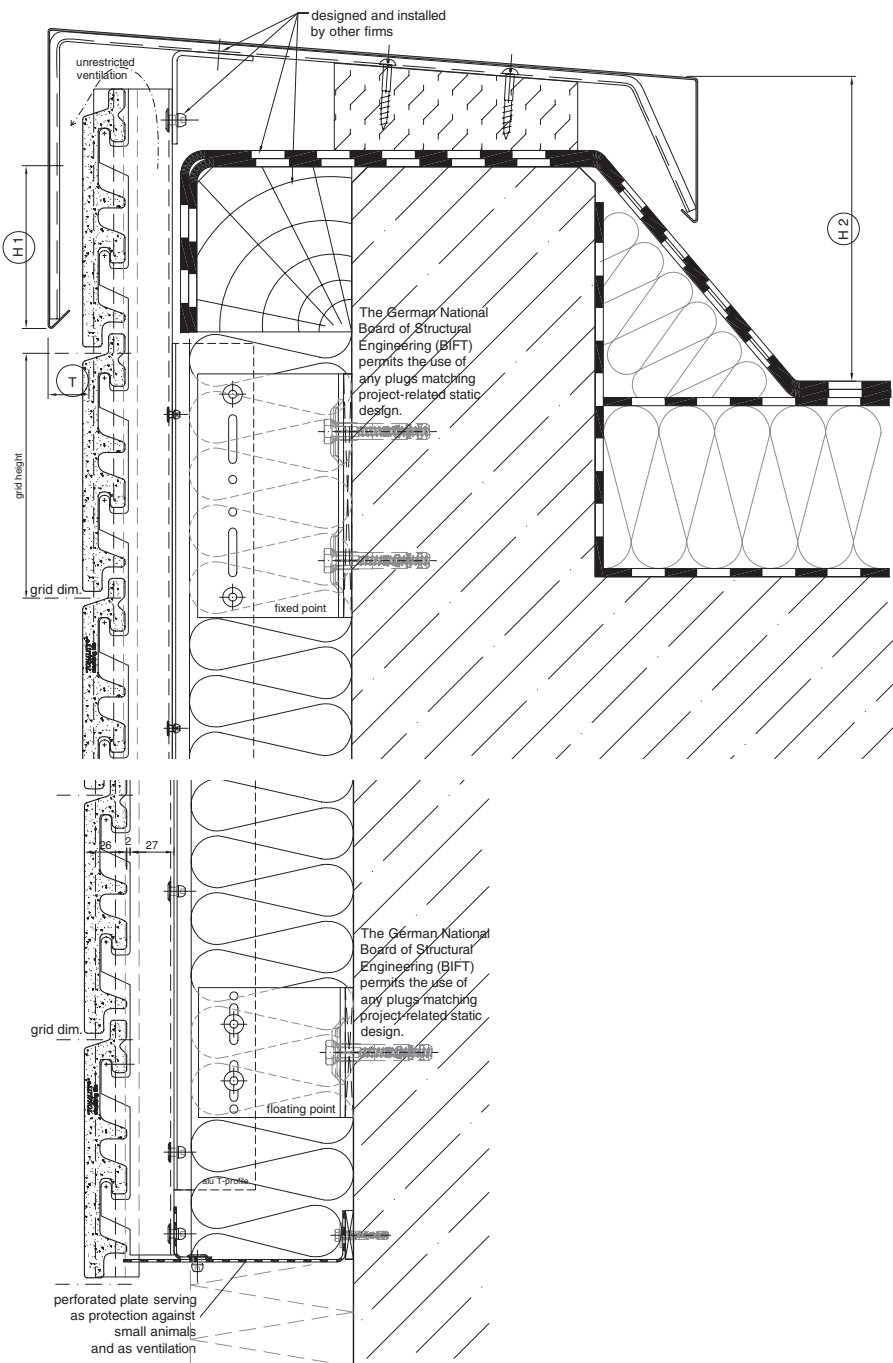 designed and installed
by other firms
unrestricted
ventilation
H 1
H 2
The German National
Board of Structural
Engineering (BIFT)
permits the use of
any plugs matching
project-related static
design.
T
grid height
grid dim.
fixed point
26
2
27
The German National
Board of Structural
Engineering (BIFT)
permits the use of
any plugs matching
project-related static
design.
grid dim.
floating point
alu T-profile
perforated plate serving
as protection against
small animals
and as ventilation